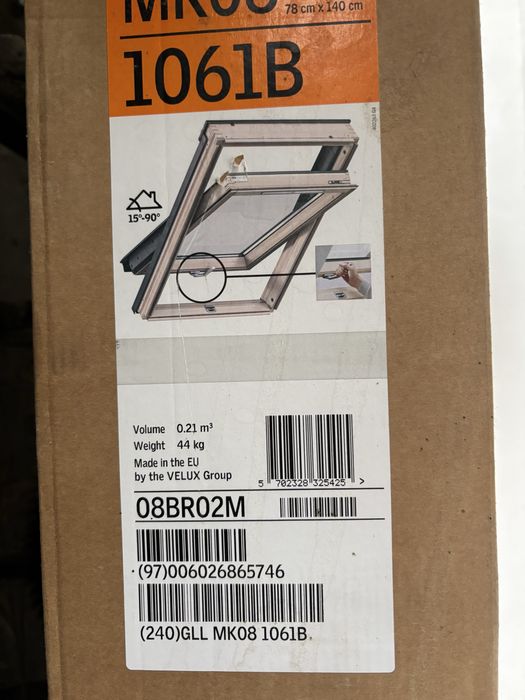 MK08 78 cm x 140 cm
1061B
15°-90°
Volume 0.21 m³
Weight 44 kg
Made in the EU
by the VELUX Group
5 702328 325425 >
08BR02M
(97)006026865746
(240)GLL MK08 1061B